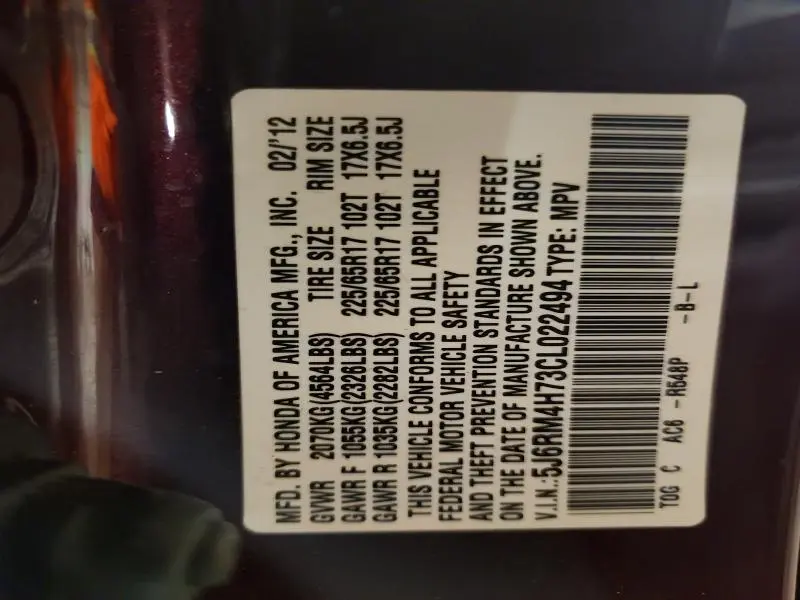 MFD. BY HONDA OF AMERICA MFG., INC. 02/'12
GVWR 2070KG(4564LBS) TIRE SIZE RIM SIZE
GAWR F 1055KG(2326LBS) 225/65R17 102T 17X6.5J
GAWR R 1035KG(2282LBS) 225/65R17 102T 17X6.5J
THIS VEHICLE CONFORMS TO ALL APPLICABLE
FEDERAL MOTOR VEHICLE SAFETY
AND THEFT PREVENTION STANDARDS IN EFFECT
ON THE DATE OF MANUFACTURE SHOWN ABOVE.
V.I.N.:5J6RM4H73CL022494 TYPE: MPV
T0G C AC6 -R548P -B-L